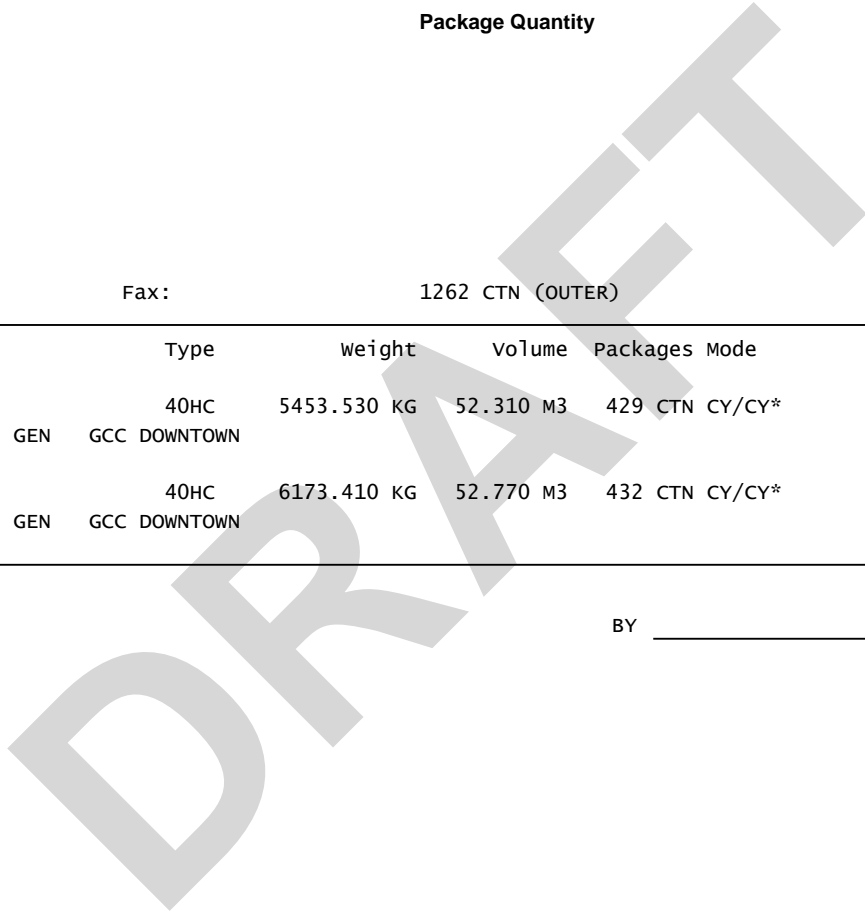 Package Quantity
Fax: 1262 CTN (OUTER)
Type Weight Volume Packages Mode
40HC 5453.530 KG 52.310 M3 429 CTN CY/CY*
GEN GCC DOWNTOWN
40HC 6173.410 KG 52.770 M3 432 CTN CY/CY*
GEN GCC DOWNTOWN
BY
DRAFT